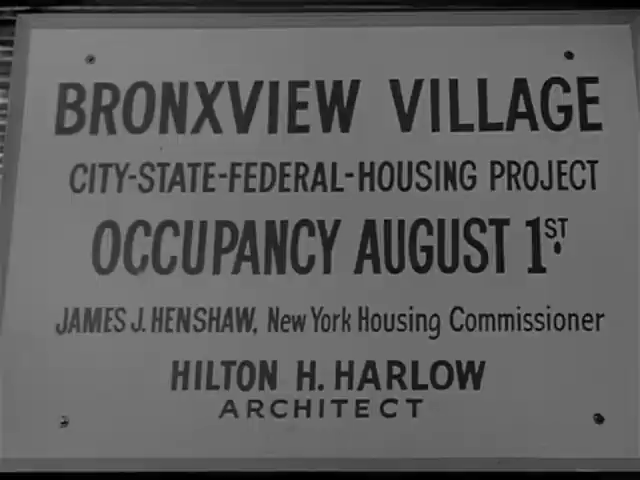 BRONXVIEW VILLAGE
CITY-STATE-FEDERAL-HOUSING PROJECT
OCCUPANCY AUGUST 1ST.
JAMES J. HENSHAW, New York Housing Commissioner
HILTON H. HARLOW
ARCHITECT